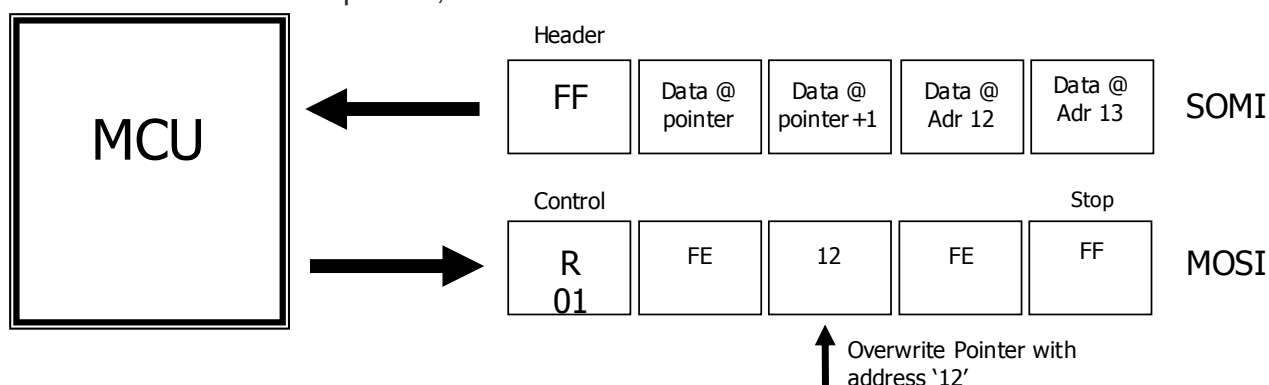 Header
MCU
FF
Data @
pointer
Data @
pointer+1
Data @
Adr 12
Data @
Adr 13
SOMI
Control
Stop
R
01
FE
12
FE
FF
MOSI
Overwrite Pointer with
address ‘12’